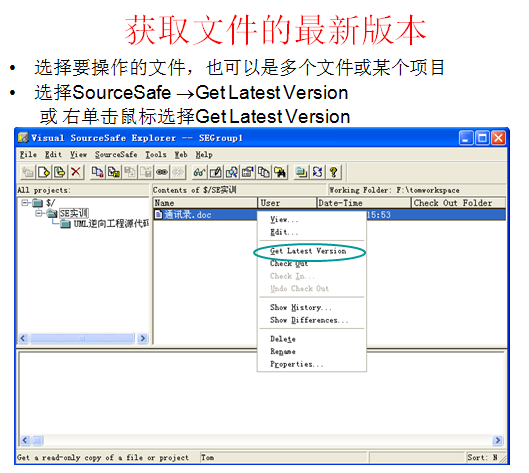 获取文件的最新版本
• 选择要操作的文件，也可以是多个文件或某个项目
• 选择SourceSafe →Get Latest Version
或 右单击鼠标选择Get Latest Version
Visual SourceSafe Explorer -- SEGroup1
File Edit View SourceSafe Tools Web Help
All projects: Contents of $/SE实训 Working Folder: F:\tomworkspace
$/
SE实训
UML逆向工程源代码
Name User Date-Time Check Out Folder
通讯录.doc 15:53
View...
Edit...
Get Latest Version
Check Out
Check In...
Undo Check Out
Show History...
Show Differences...
Delete
Rename
Properties...
Get a read-only copy of a file or project Tom Sort: N